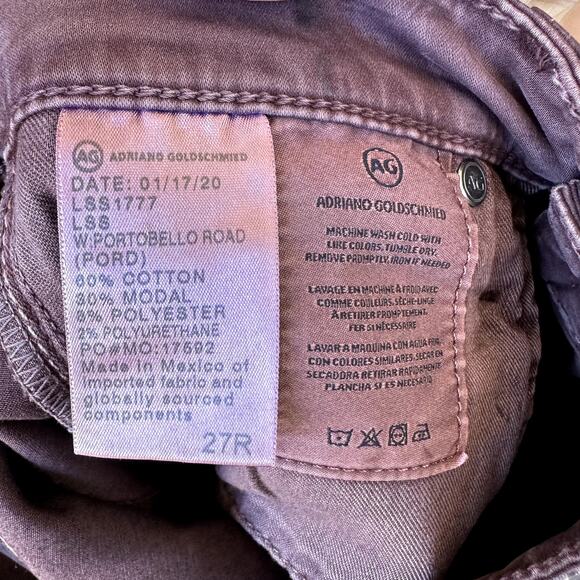 AG ADRIANO GOLDSCHMIED
DATE: 01/17/20
LSS1777
LSS
W PORTOBELLO ROAD
(PORD)
COTTON
MODAL
POLYESTER
POLYURETHANE
PO#MO: 17592
Made in Mexico of
imported fabric and
globally sourced
components
27R
AG
ADRIANO GOLDSCHMIED
MACHINE WASH COLD WITH
LIKE COLORS, TUMBLE DRY.
REMOVE PROMPTLY, IRON IF NEEDED
LAVAGE EN MACHINE À FROID AVEC
COMME COULEURS, SÈCHE-LINGE
À RETIRER PROMPTEMENT,
FER SI NÉCESSAIRE
LAVAR A MAQUINA CON AGUA FRIA
CON COLORES SIMILARES, SECAR EN
SECADORA RETIRAR RAPIDAMENTE
PLANCHA SI ES NECESARIO
AG